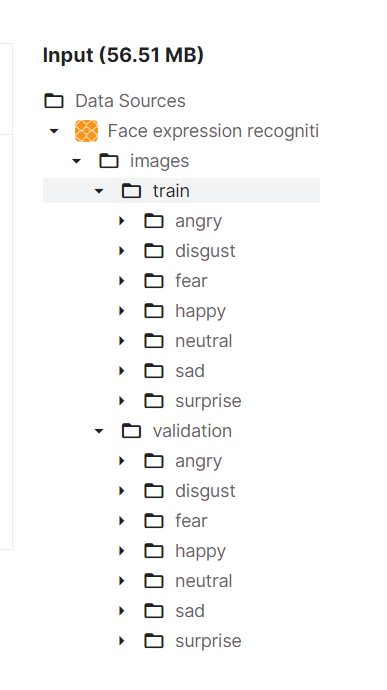 Input (56.51 MB)
Data Sources
Face expression recogniti
images
train
angry
disgust
fear
happy
neutral
sad
surprise
validation
angry
disgust
fear
happy
neutral
sad
surprise